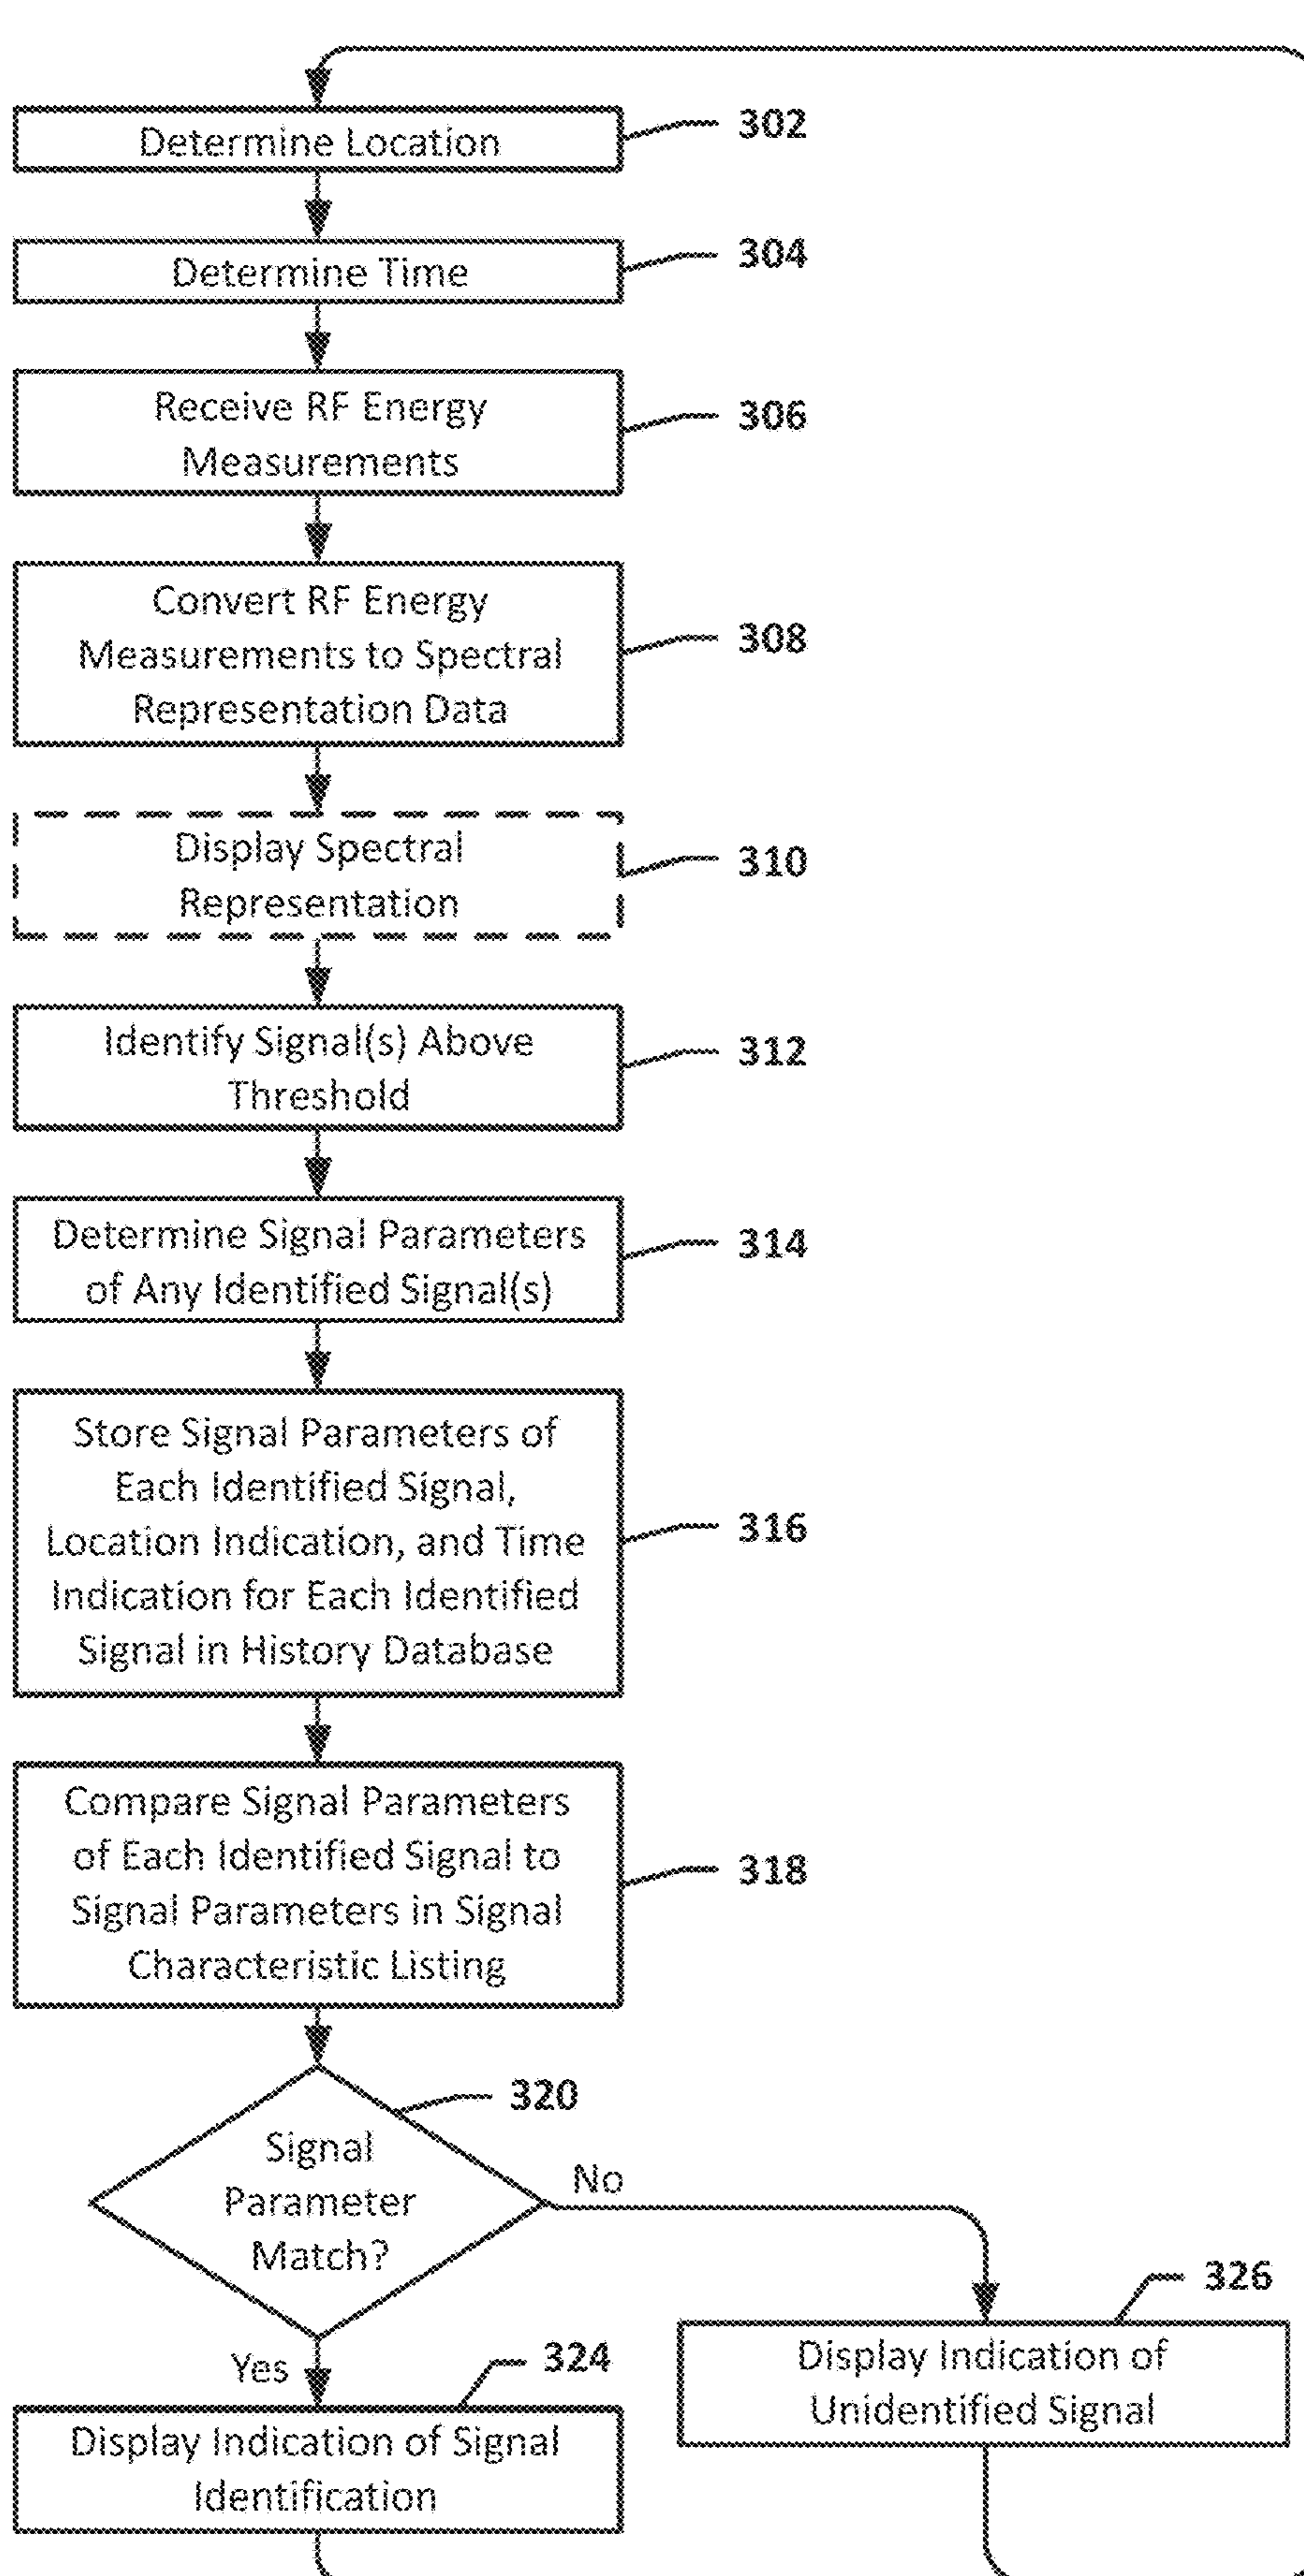 Determine Location
302
Determine Time
304
Receive RF Energy
Measurements
306
Convert RF Energy
Measurements to Spectral
Representation Data
308
Display Spectral
Representation
310
Identify Signal(s) Above
Threshold
312
Determine Signal Parameters
of Any Identified Signal(s)
314
Store Signal Parameters of
Each Identified Signal,
Location Indication, and Time
Indication for Each Identified
Signal in History Database
316
Compare Signal Parameters
of Each Identified Signal to
Signal Parameters in Signal
Characteristic Listing
318
320
Signal
Parameter
Match?
No
326
Display Indication of
Unidentified Signal
Yes
324
Display Indication of Signal
Identification